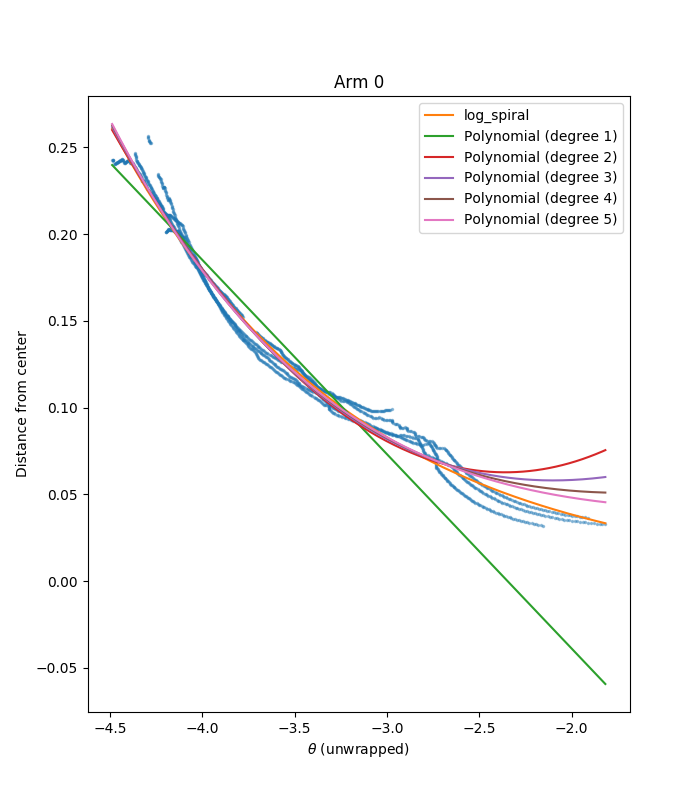 Arm 0
log_spiral
Polynomial (degree 1)
Polynomial (degree 2)
Polynomial (degree 3)
Polynomial (degree 4)
Polynomial (degree 5)
Distance from center
0.25
0.20
0.15
0.10
0.05
0.00
−0.05
−4.5 −4.0 −3.5 −3.0 −2.5 −2.0
θ (unwrapped)